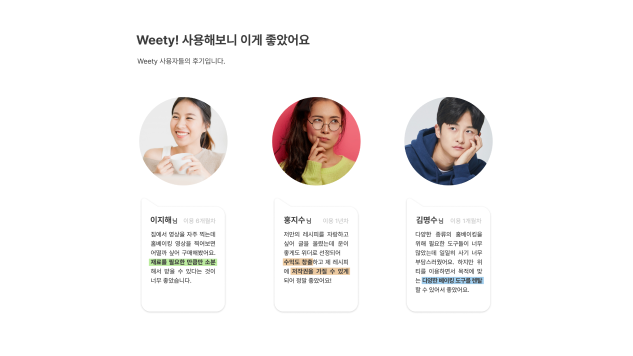 Weety! 사용해보니 이게 좋았어요
Weety 사용자들의 후기입니다.
이지해님 이용 6개월차
집에서 영상을 자주 찍는데
홈베이킹 영상을 찍어보면
어떨까 싶어 구매해봤어요.
재료를 필요한 만큼만 소분
해서 받을 수 있다는 것이
너무 좋았습니다.
홍지수님 이용 1년차
저만의 레시피를 자랑하고
싶어 글을 올렸는데 운이
좋게도 위더로 선정되어
수익도 창출하고 제 레시피
에 저작권을 가질 수 있게
되어 정말 좋았어요!
김명수님 이용 1개월차
다양한 종류의 홈베이킹을
위해 필요한 도구들이 너무
많았는데 일일히 사기 너무
부담스러웠어요. 하지만 위
티를 이용하면서 목적에 맞
는 다양한 베이킹 도구를 렌탈
할 수 있어서 좋았어요.